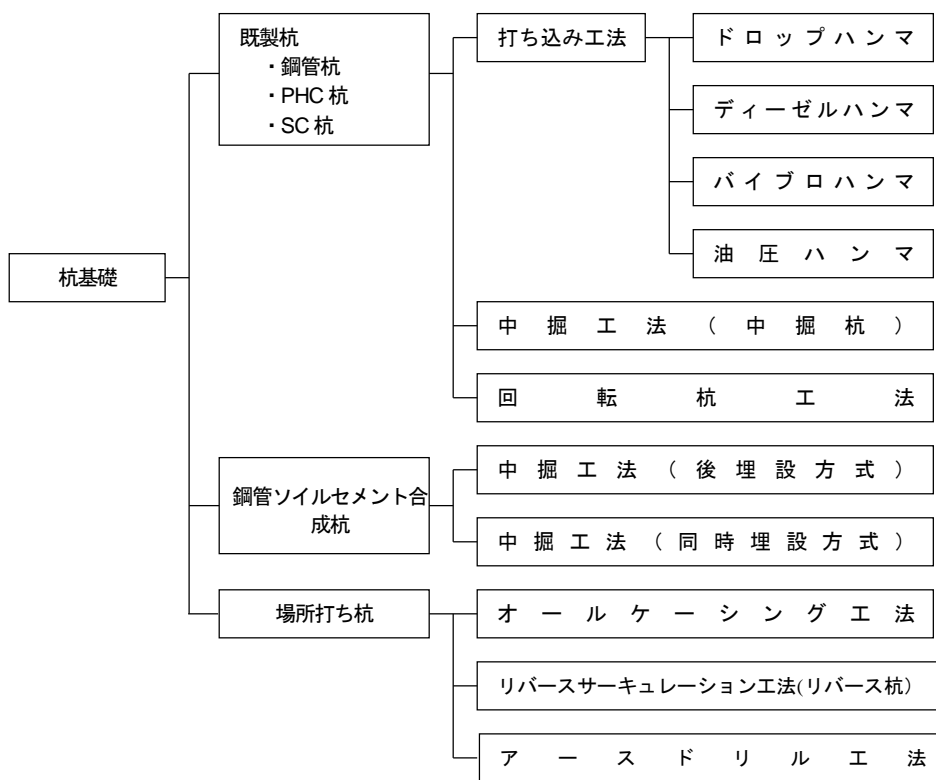 既製杭
・鋼管杭
・PHC 杭
・SC 杭
打ち込み工法
ドロップハンマ
ディーゼルハンマ
バイブロハンマ
油圧ハンマ
杭基礎
中掘工法(中掘杭)
回転杭工法
鋼管ソイルセメント合
成杭
中掘工法(後埋設方式)
中掘工法(同時埋設方式)
場所打ち杭
オールケーシング工法
リバースサーキュレーション工法(リバース杭)
アースドリル工法